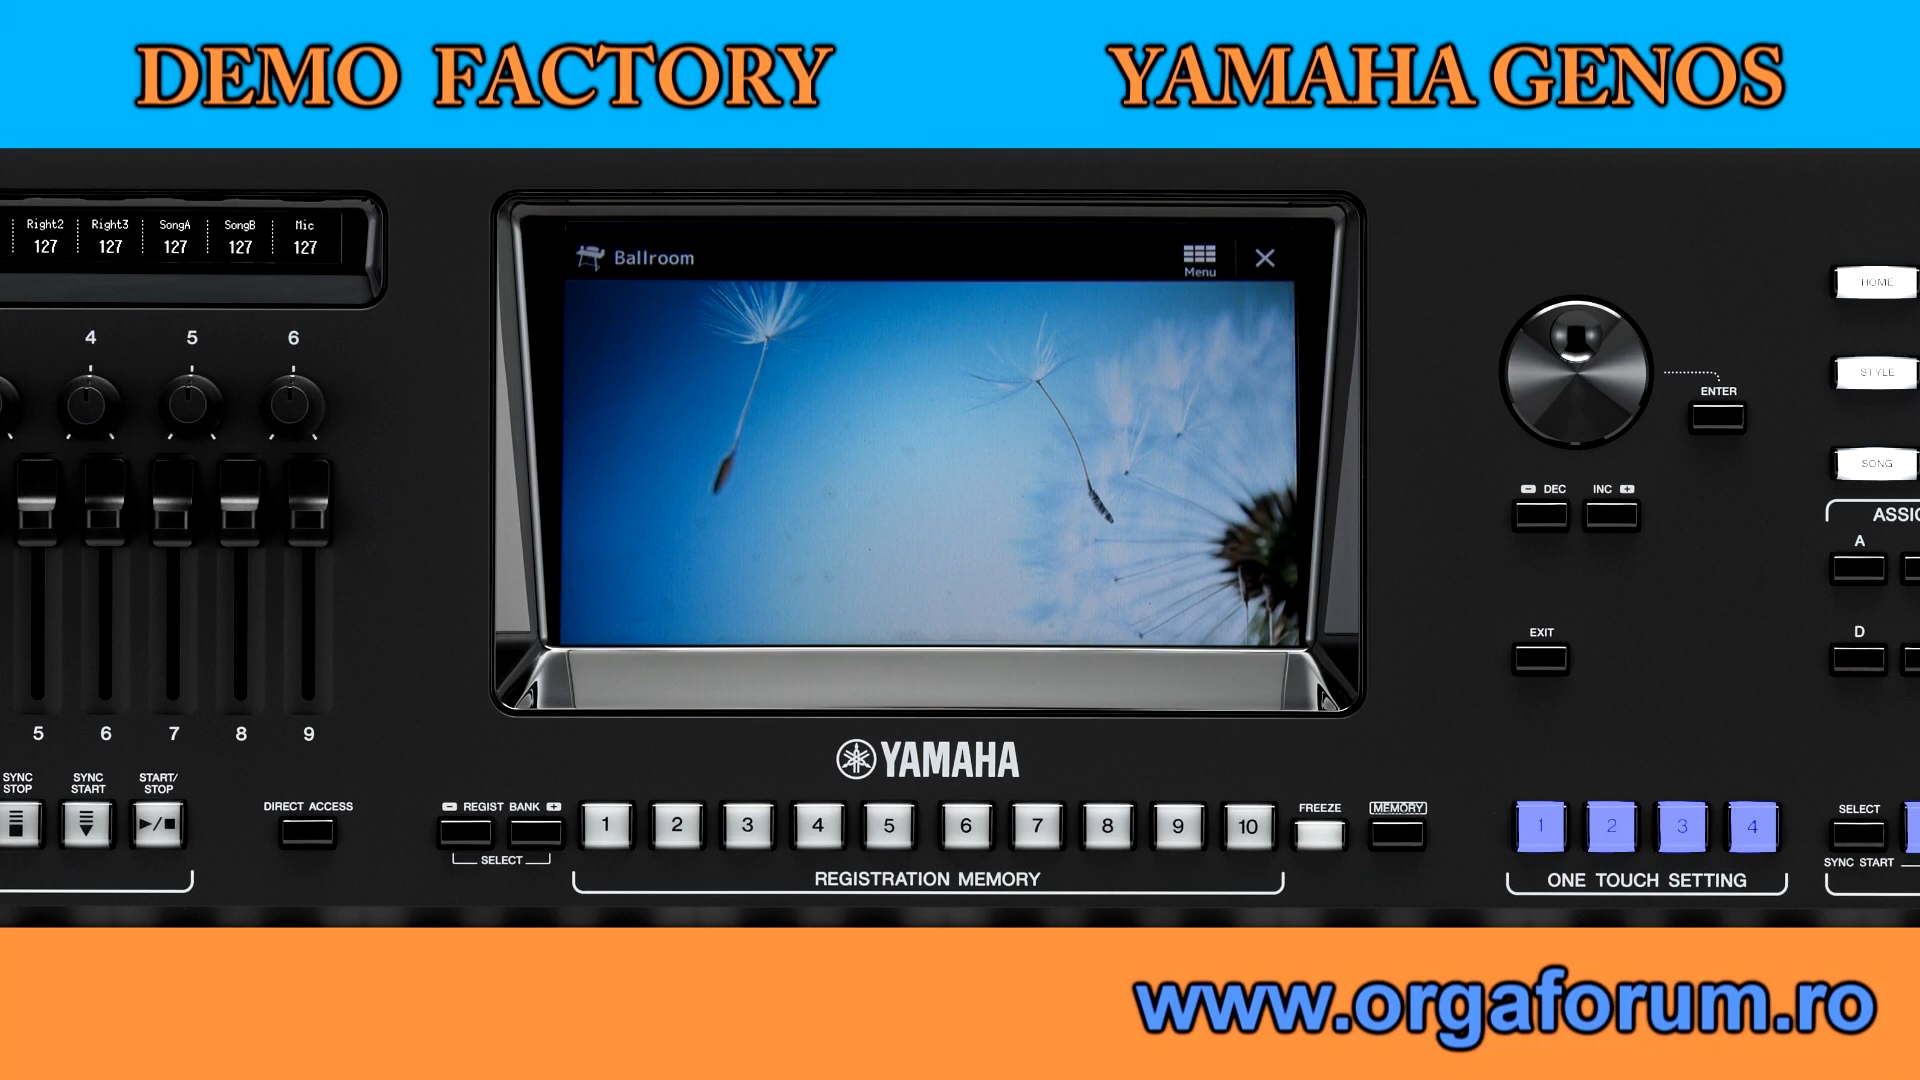 DEMO FACTORY
YAMAHA GENOS
Right2 Right3 SongA SongB Mic
127 127 127 127 127
Ballroom
Menu
4 5 6
HOME
STYLE
ENTER
SONG
DEC INC
ASSIG
A
EXIT
D
5 6 7 8 9
YAMAHA
SYNC STOP
SYNC START
START/STOP
DIRECT ACCESS
REGIST BANK
SELECT
1 2 3 4 5 6 7 8 9 10
FREEZE
MEMORY
REGISTRATION MEMORY
1 2 3 4
ONE TOUCH SETTING
SELECT
SYNC START
www.orgaforum.ro